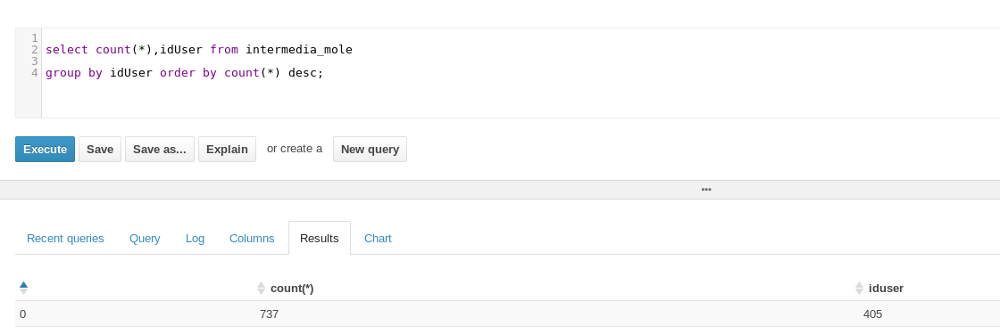 1
2 select count(*),idUser from intermedia_mole
3
4 group by idUser order by count(*) desc;
Execute Save Save as... Explain or create a New query
Recent queries Query Log Columns Results Chart
count(*) iduser
0 737 405